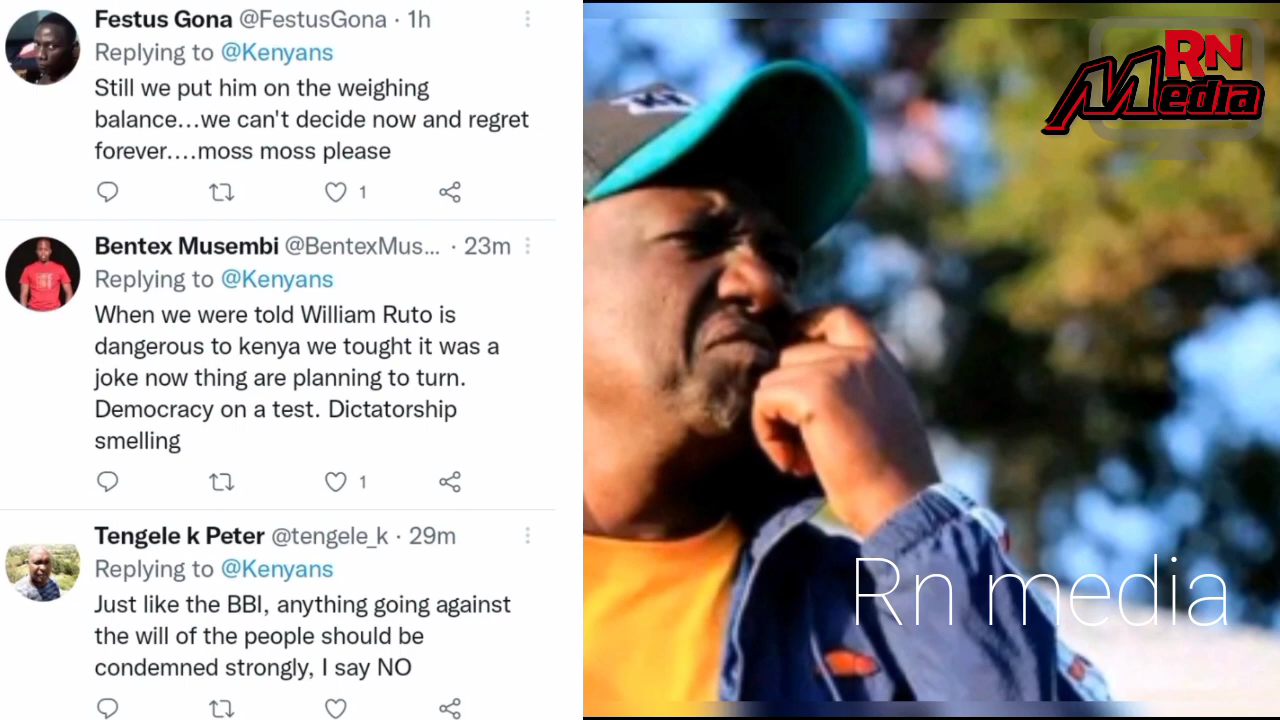 Festus Gona @FestusGona · 1h
Replying to @Kenyans
Still we put him on the weighing
balance...we can't decide now and regret
forever....moss moss please
1
Bentex Musembi @BentexMus... · 23m
Replying to @Kenyans
When we were told William Ruto is
dangerous to kenya we tought it was a
joke now thing are planning to turn.
Democracy on a test. Dictatorship
smelling
1
Tengele k Peter @tengele_k · 29m
Replying to @Kenyans
Just like the BBI, anything going against
the will of the people should be
condemned strongly, I say NO
RN
Media
Rn media